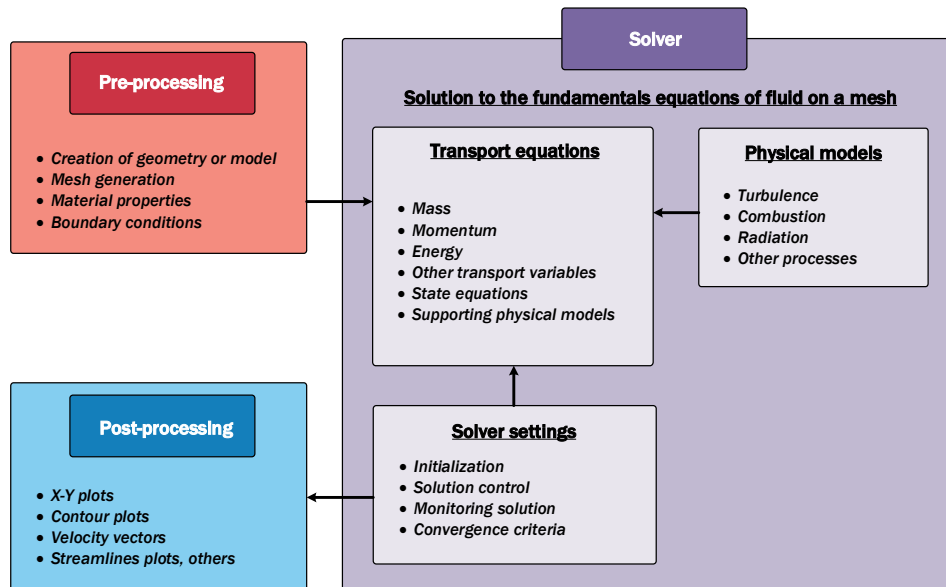 Pre-processing
• Creation of geometry or model
• Mesh generation
• Material properties
• Boundary conditions
Solver
Solution to the fundamentals equations of fluid on a mesh
Transport equations
• Mass
• Momentum
• Energy
• Other transport variables
• State equations
• Supporting physical models
Physical models
• Turbulence
• Combustion
• Radiation
• Other processes
Solver settings
• Initialization
• Solution control
• Monitoring solution
• Convergence criteria
Post-processing
• X-Y plots
• Contour plots
• Velocity vectors
• Streamlines plots, others